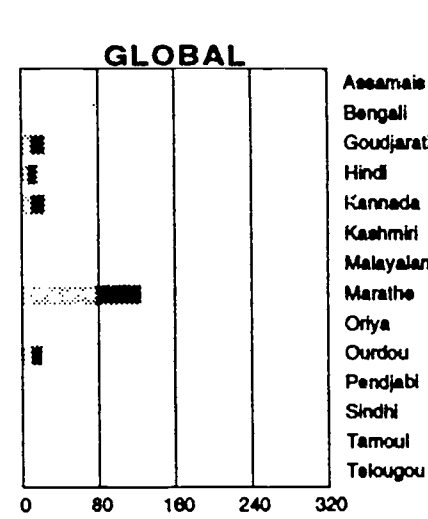 GLOBAL
Assamais
Bengali
Goudjarati
Hindi
Kannada
Kashmiri
Malayalam
Marathe
Oriya
Ourdou
Pendjabi
Sindhi
Tamoul
Telougou
0 80 160 240 320